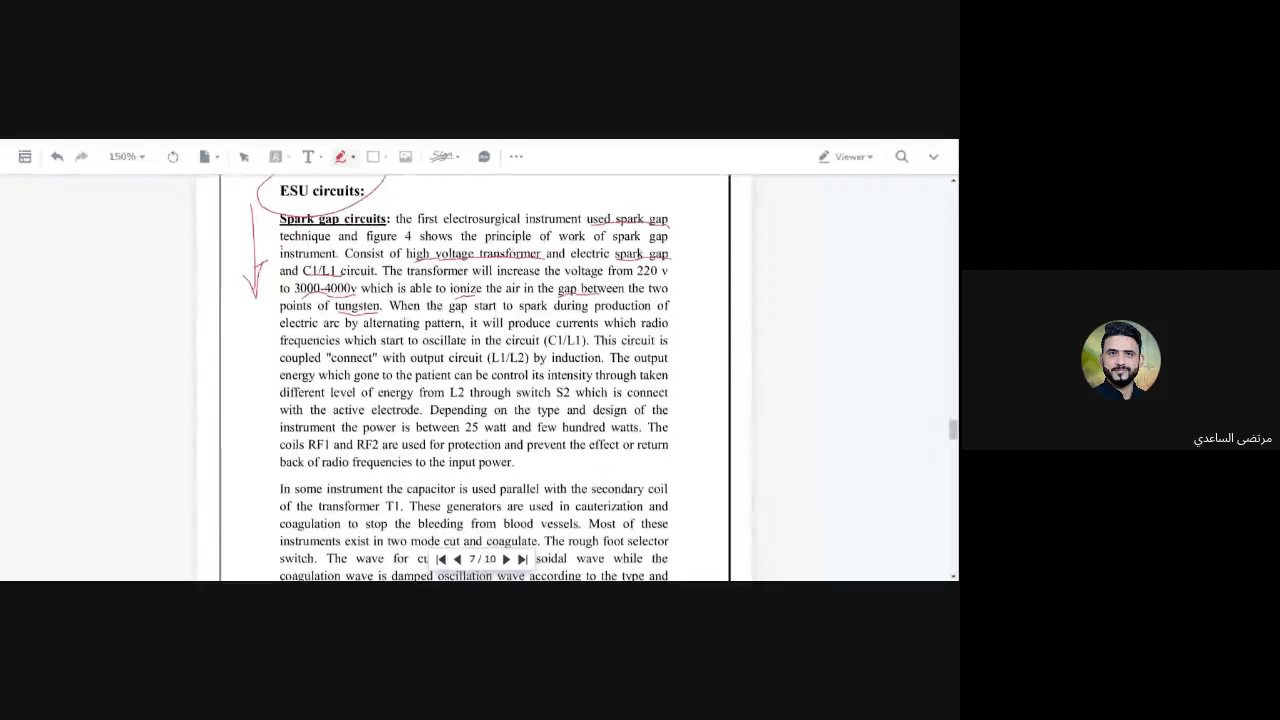 150%
T
Sign
Viewer
ESU circuits:
Spark gap circuits: the first electrosurgical instrument used spark gap
technique and figure 4 shows the principle of work of spark gap
instrument. Consist of high voltage transformer and electric spark gap
and C1/L1 circuit. The transformer will increase the voltage from 220 v
to 3000-4000v which is able to ionize the air in the gap between the two
points of tungsten. When the gap start to spark during production of
electric arc by alternating pattern, it will produce currents which radio
frequencies which start to oscillate in the circuit (C1/L1). This circuit is
coupled "connect" with output circuit (L1/L2) by induction. The output
energy which gone to the patient can be control its intensity through taken
different level of energy from L2 through switch S2 which is connect
with the active electrode. Depending on the type and design of the
instrument the power is between 25 watt and few hundred watts. The
coils RF1 and RF2 are used for protection and prevent the effect or return
back of radio frequencies to the input power.
In some instrument the capacitor is used parallel with the secondary coil
of the transformer T1. These generators are used in cauterization and
coagulation to stop the bleeding from blood vessels. Most of these
instruments exist in two mode cut and coagulate. The rough foot selector
switch. The wave for cu soidal wave while the
coagulation wave is damped oscillation wave according to the type and
7 / 10
مرتضى الساعدي